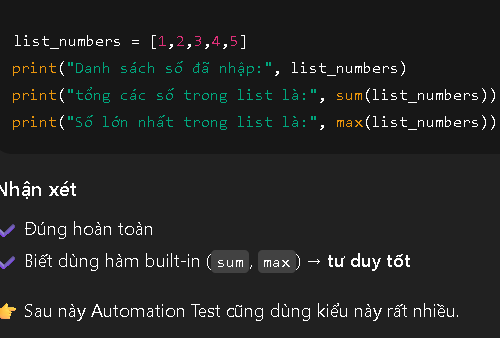 list_numbers = [1,2,3,4,5]
print("Danh sách số đã nhập:", list_numbers)
print("tổng các số trong list là:", sum(list_numbers))
print("Số lớn nhất trong list là:", max(list_numbers))
Nhận xét
✔ Đúng hoàn toàn
✔ Biết dùng hàm built-in (sum, max) → tư duy tốt
👉 Sau này Automation Test cũng dùng kiểu này rất nhiều.